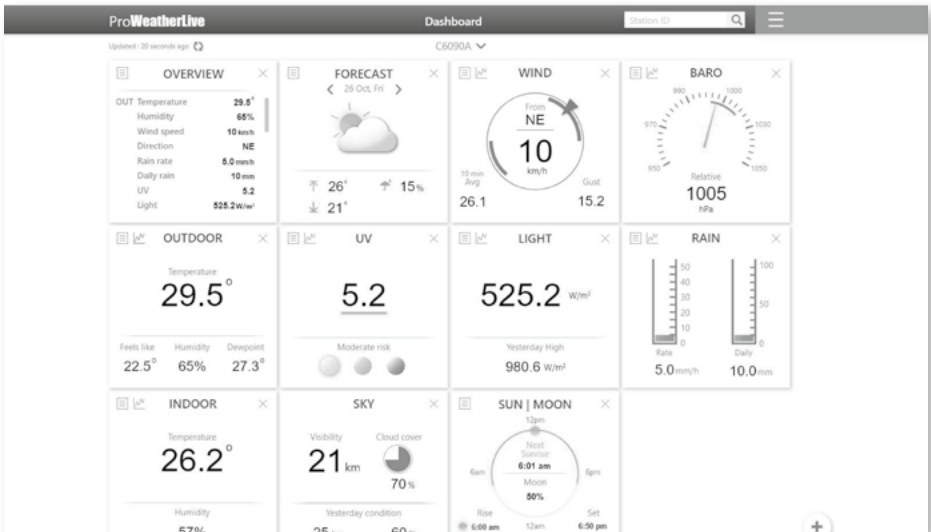 ProWeatherLive
Dashboard
Station ID
Updated : 20 seconds ago
C6090A
OVERVIEW
OUT Temperature 29.5°
Humidity 65%
Wind speed 10 km/h
Direction NE
Rain rate 5.0 mm/h
Daily rain 10 mm
UV 5.2
Light 525.2 W/m²
FORECAST
26 Oct, Fri
26° 15%
21°
WIND
From
NE
10
km/h
10 min
Avg
26.1
Gust
15.2
BARO
990 1000
970 1030
950 1050
Relative
1005
hPa
OUTDOOR
Temperature
29.5°
Feels like Humidity Dewpoint
22.5° 65% 27.3°
UV
5.2
Moderate risk
LIGHT
525.2 W/m²
Yesterday High
980.6 W/m²
RAIN
50
40
30
20
10
0
Rate
5.0 mm/h
100
50
0
Daily
10.0 mm
INDOOR
Temperature
26.2°
Humidity
57%
SKY
Visibility Cloud cover
21 km
70%
Yesterday condition
SUN | MOON
12pm
Next
Sunrise
6:01 am
6am 6pm
Moon
50%
Rise Set
6:00 am 12am 6:50 pm